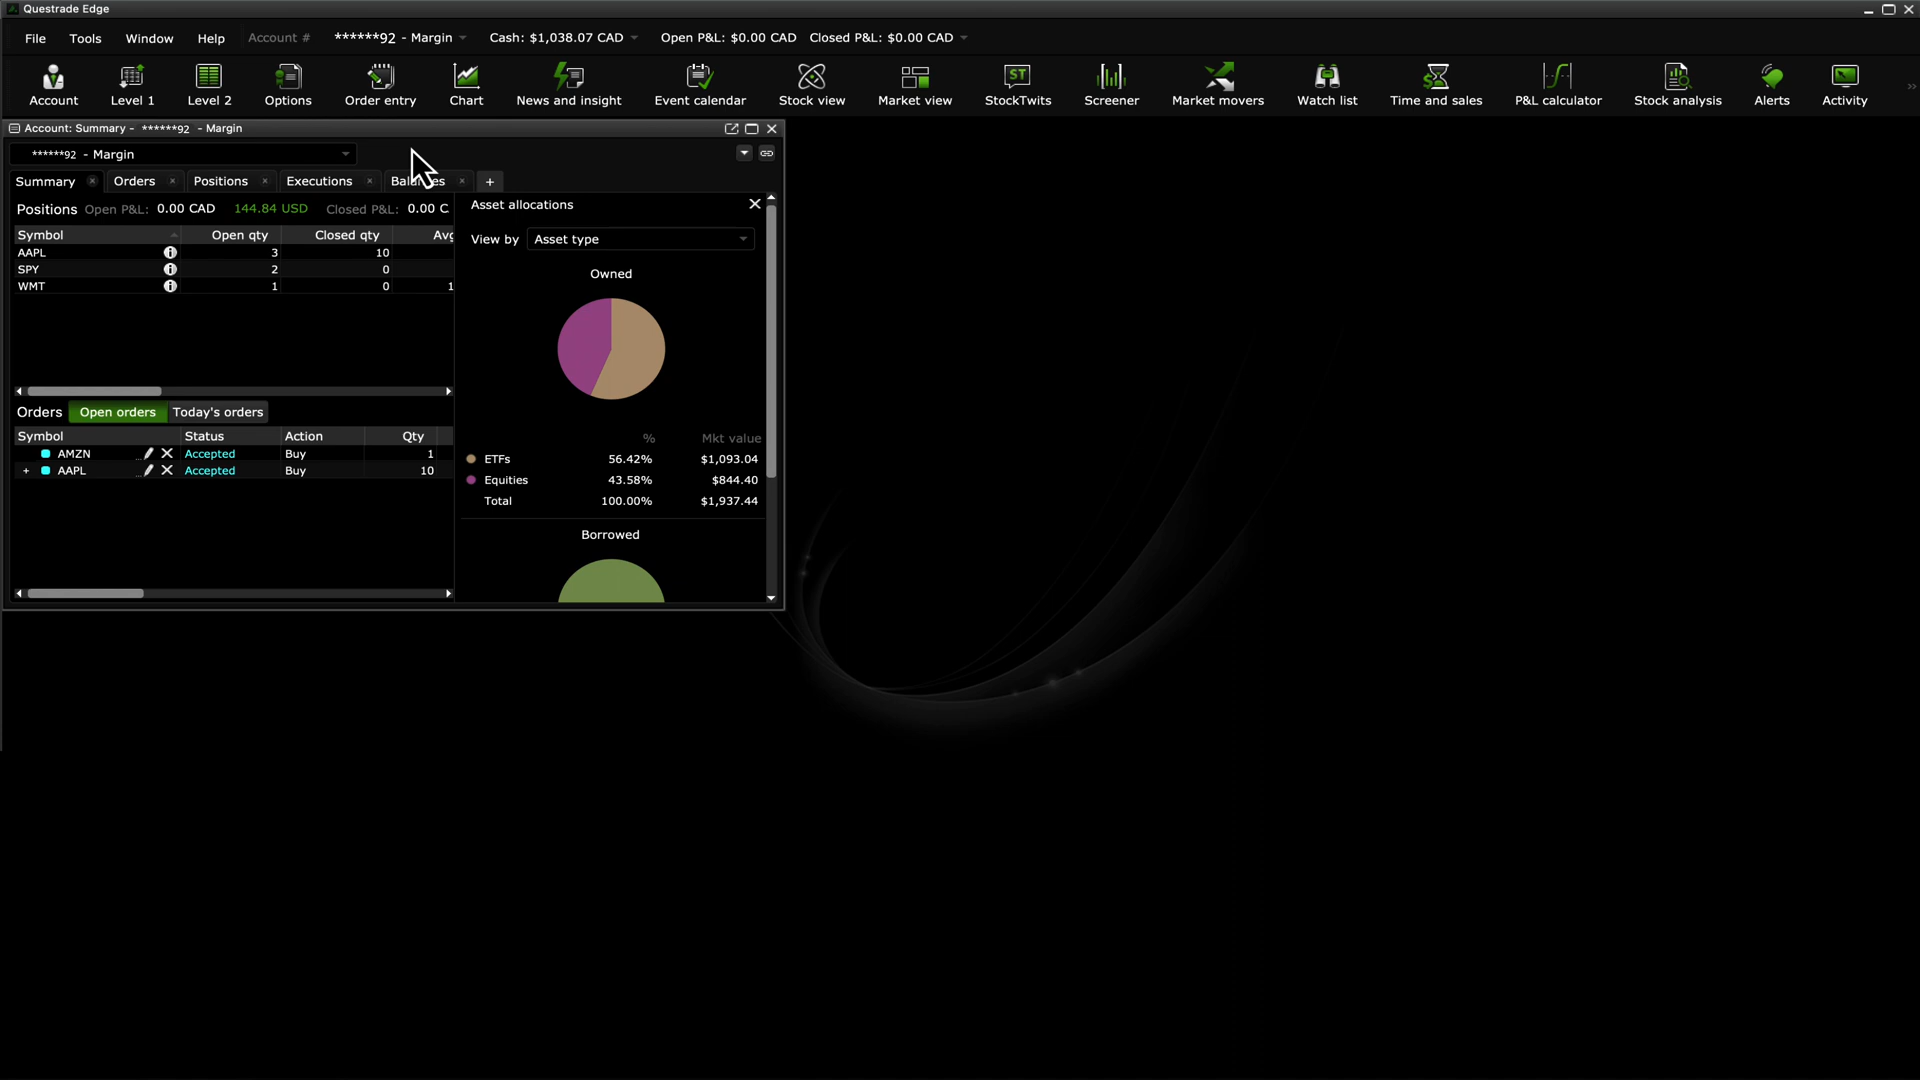 Questrade Edge
File Tools Window Help Account # ******92 - Margin Cash: $1,038.07 CAD Open P&L: $0.00 CAD Closed P&L: $0.00 CAD
Account Level 1 Level 2 Options Order entry Chart News and insight Event calendar Stock view Market view StockTwits Screener Market movers Watch list Time and sales P&L calculator Stock analysis Alerts Activity
Account: Summary - ******92 - Margin
******92 - Margin
Summary Orders Positions Executions +
Positions Open P&L: 0.00 CAD 144.84 USD Closed P&L: 0.00 C
Symbol Open qty Closed qty Avg
AAPL 3 10
SPY 2 0
WMT 1 0 1
Orders Open orders Today's orders
Symbol Status Action Qty
AMZN ... Accepted Buy 1
+ AAPL ... Accepted Buy 10
Asset allocations
View by Asset type
Owned
% Mkt value
ETFs 56.42% $1,093.04
Equities 43.58% $844.40
Total 100.00% $1,937.44
Borrowed